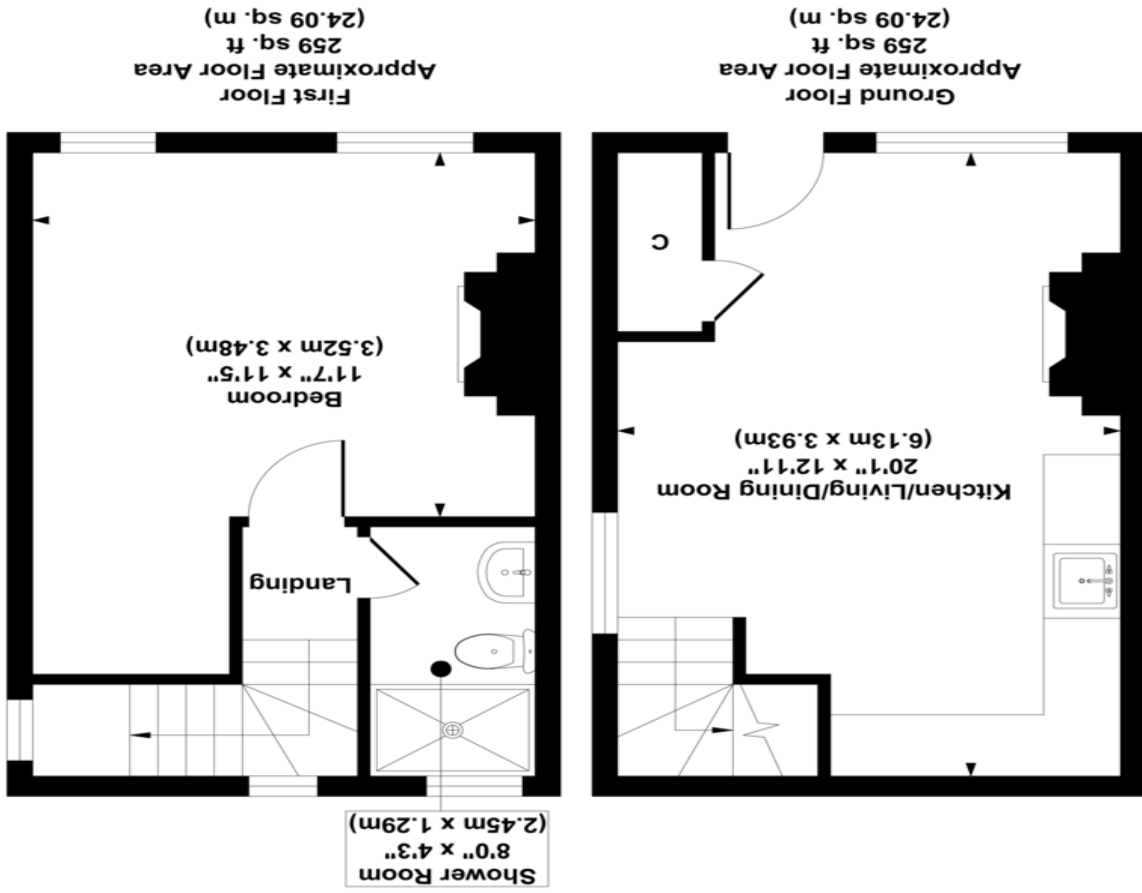 Shower Room
8'0" x 4'3"
(2.45m x 1.29m)
Landing
Kitchen/Living/Dining Room
20'1" x 12'11"
(6.13m x 3.93m)
Bedroom
11'7" x 11'5"
(3.52m x 3.48m)
C
Ground Floor
Approximate Floor Area
259 sq. ft
(24.09 sq. m)
First Floor
Approximate Floor Area
259 sq. ft
(24.09 sq. m)